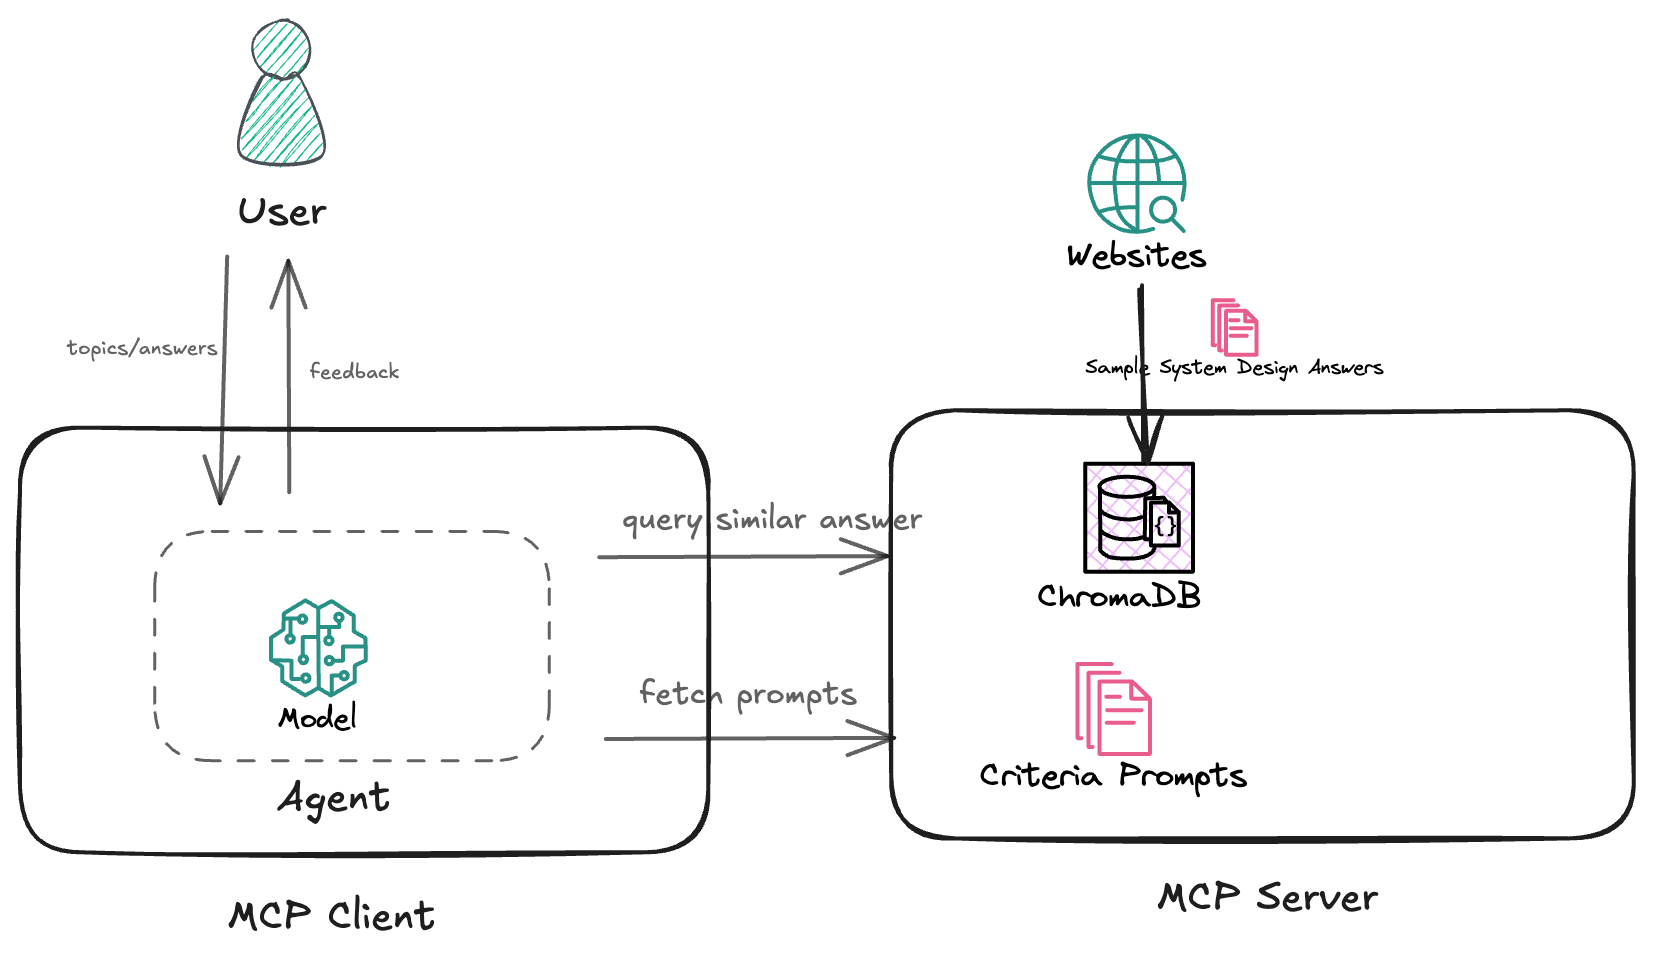 User
Websites
topics/answers
feedback
Sample System Design Answers
query similar answer
{}
ChromaDB
fetch prompts
Model
Criteria Prompts
Agent
MCP Client
MCP Server